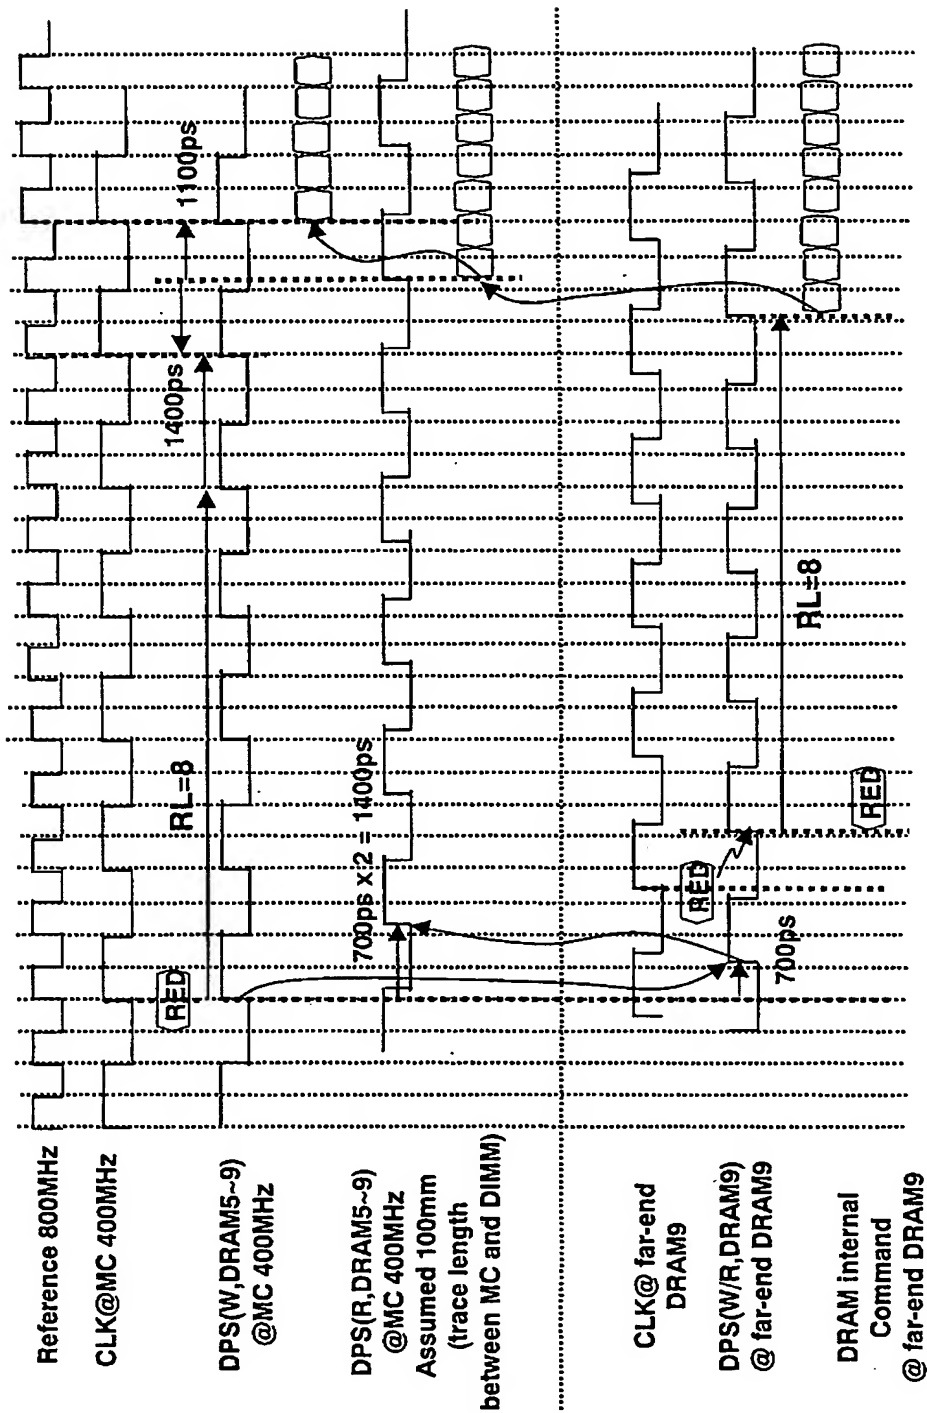 Reference 800MHz
CLK@MC 400MHz
DPS(W,DRAM5~9)
@MC 400MHz
DPS(R,DRAM5~9)
@MC 400MHz
Assumed 100mm
(trace length
between MC and DIMM)
CLK@ far-end
DRAM9
DPS(W/R,DRAM9)
@ far-end DRAM9
DRAM internal
Command
@ far-end DRAM9
RED
RL=8
1400ps
1100ps
700ps x 2 = 1400ps
700ps
RED
RED
RL=8